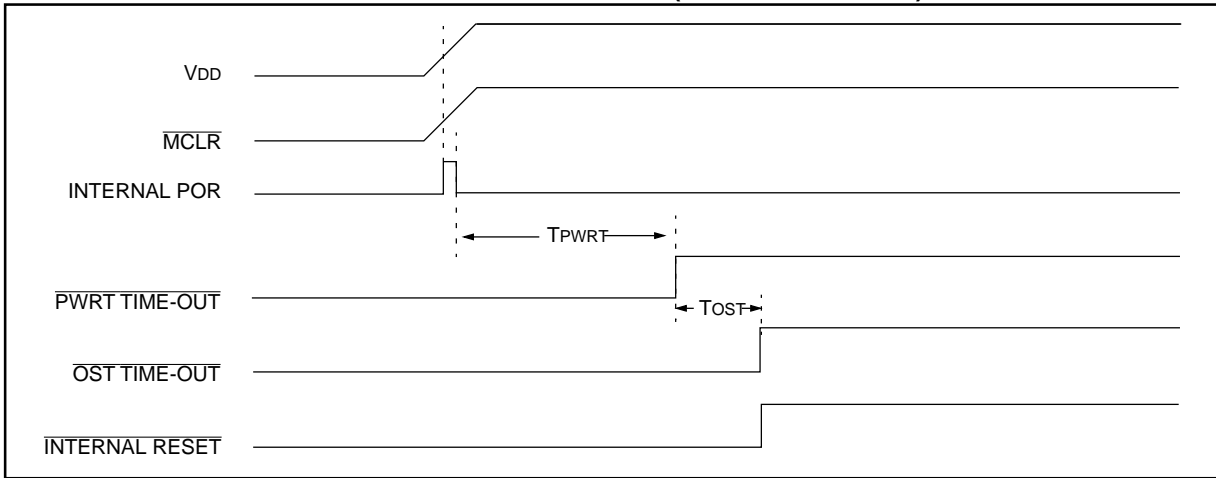 VDD
MCLR
INTERNAL POR
TPWRT
PWRT TIME-OUT
TOST
OST TIME-OUT
INTERNAL RESET